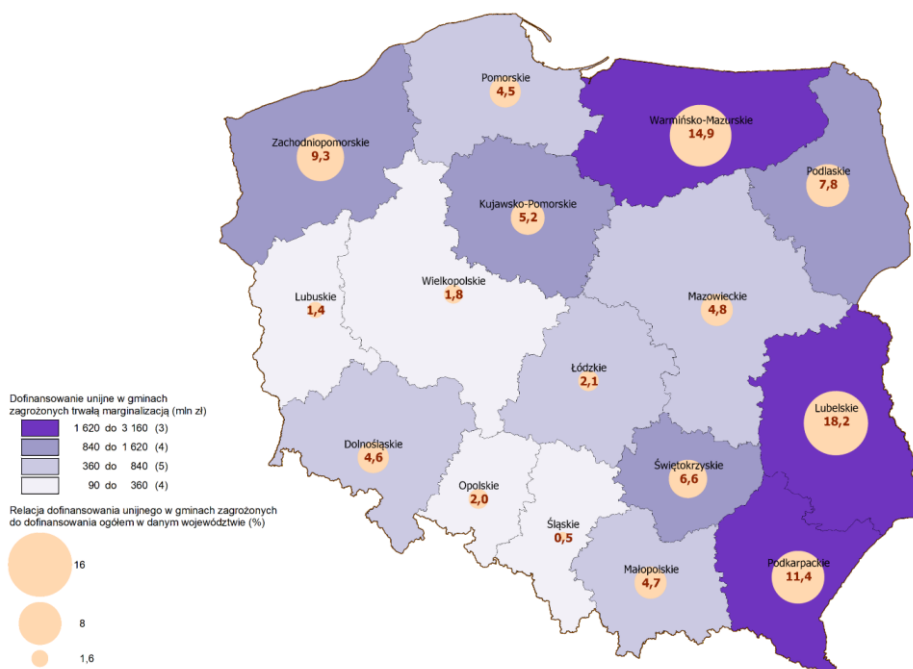 Pomorskie
4,5
Warmińsko-Mazurskie
14,9
Zachodniopomorskie
9,3
Podlaskie
7,8
Kujawsko-Pomorskie
5,2
Wielkopolskie
1,8
Lubuskie
1,4
Mazowieckie
4,8
Łódzkie
2,1
Lubelskie
18,2
Dolnośląskie
4,6
Świętokrzyskie
6,6
Opolskie
2,0
Śląskie
0,5
Małopolskie
4,7
Podkarpackie
11,4
Dofinansowanie unijne w gminach
zagrożonych trwałą marginalizacją (mln zł)
1 620 do 3 160 (3)
840 do 1 620 (4)
360 do 840 (5)
90 do 360 (4)
Relacja dofinansowania unijnego w gminach zagrożonych
do dofinansowania ogółem w danym województwie (%)
16
8
1,6